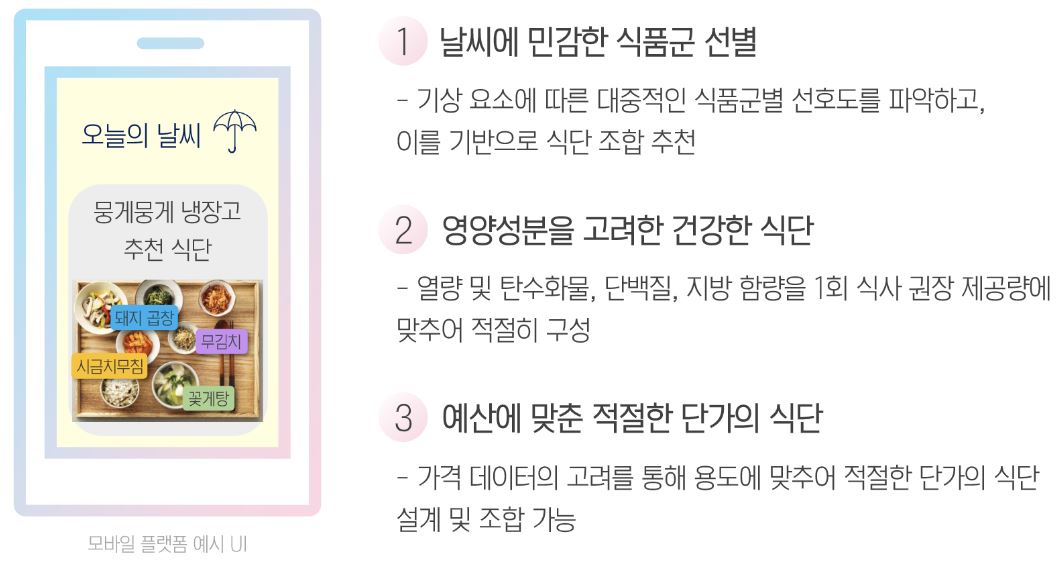 오늘의 날씨
뭉게뭉게 냉장고
추천 식단
돼지 곱창
무김치
시금치무침
꽃게탕
모바일 플랫폼 예시 UI
1 날씨에 민감한 식품군 선별
- 기상 요소에 따른 대중적인 식품군별 선호도를 파악하고,
이를 기반으로 식단 조합 추천
2 영양성분을 고려한 건강한 식단
- 열량 및 탄수화물, 단백질, 지방 함량을 1회 식사 권장 제공량에
맞추어 적절히 구성
3 예산에 맞춘 적절한 단가의 식단
- 가격 데이터의 고려를 통해 용도에 맞추어 적절한 단가의 식단
설계 및 조합 가능